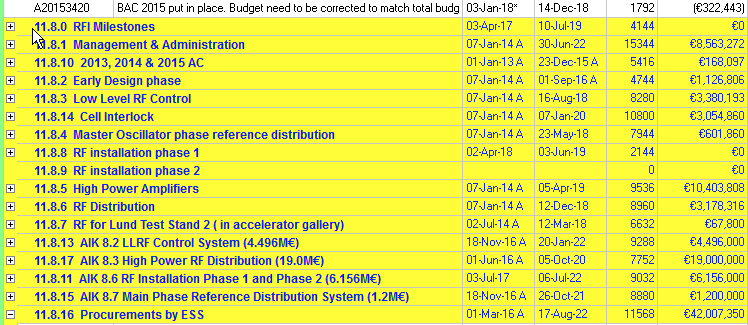 A20153420 BAC 2015 put in place. Budget need to be corrected to match total budg 03-Jan-18* 14-Dec-18 1792 (€322,443)
11.8.0 RFI Milestones 03-Apr-17 10-Jul-19 4144 €0
11.8.1 Management & Administration 07-Jan-14 A 30-Jun-22 15344 €8,563,272
11.8.10 2013, 2014 & 2015 AC 01-Jan-13 A 23-Dec-15 A 5416 €168,097
11.8.2 Early Design phase 07-Jan-14 A 01-Sep-16 A 4744 €1,126,806
11.8.3 Low Level RF Control 07-Jan-14 A 16-Aug-18 8280 €3,380,193
11.8.14 Cell Interlock 07-Jan-14 A 07-Jan-20 10800 €3,054,860
11.8.4 Master Oscillator phase reference distribution 07-Jan-14 A 23-May-18 7944 €601,860
11.8.8 RF installation phase 1 02-Apr-18 03-Jun-19 2144 €0
11.8.9 RF installation phase 2 0 €0
11.8.5 High Power Amplifiers 07-Jan-14 A 05-Apr-19 9536 €10,403,808
11.8.6 RF Distribution 07-Jan-14 A 12-Dec-18 8960 €3,178,316
11.8.7 RF for Lund Test Stand 2 ( in accelerator gallery) 02-Jul-14 A 12-Mar-18 6632 €67,800
11.8.13 AIK 8.2 LLRF Control System (4.496M€) 18-Nov-16 A 20-Jan-22 9288 €4,496,000
11.8.17 AIK 8.3 High Power RF Distribution (19.0M€) 01-Jun-16 A 05-Oct-20 7752 €19,000,000
11.8.11 AIK 8.6 RF Installation Phase 1 and Phase 2 (6.156M€) 03-Jul-17 06-Jul-22 9032 €6,156,000
11.8.15 AIK 8.7 Main Phase Reference Distribution System (1.2M€) 18-Nov-16 A 26-Oct-21 8880 €1,200,000
11.8.16 Procurements by ESS 01-Mar-16 A 17-Aug-22 11568 €42,007,350